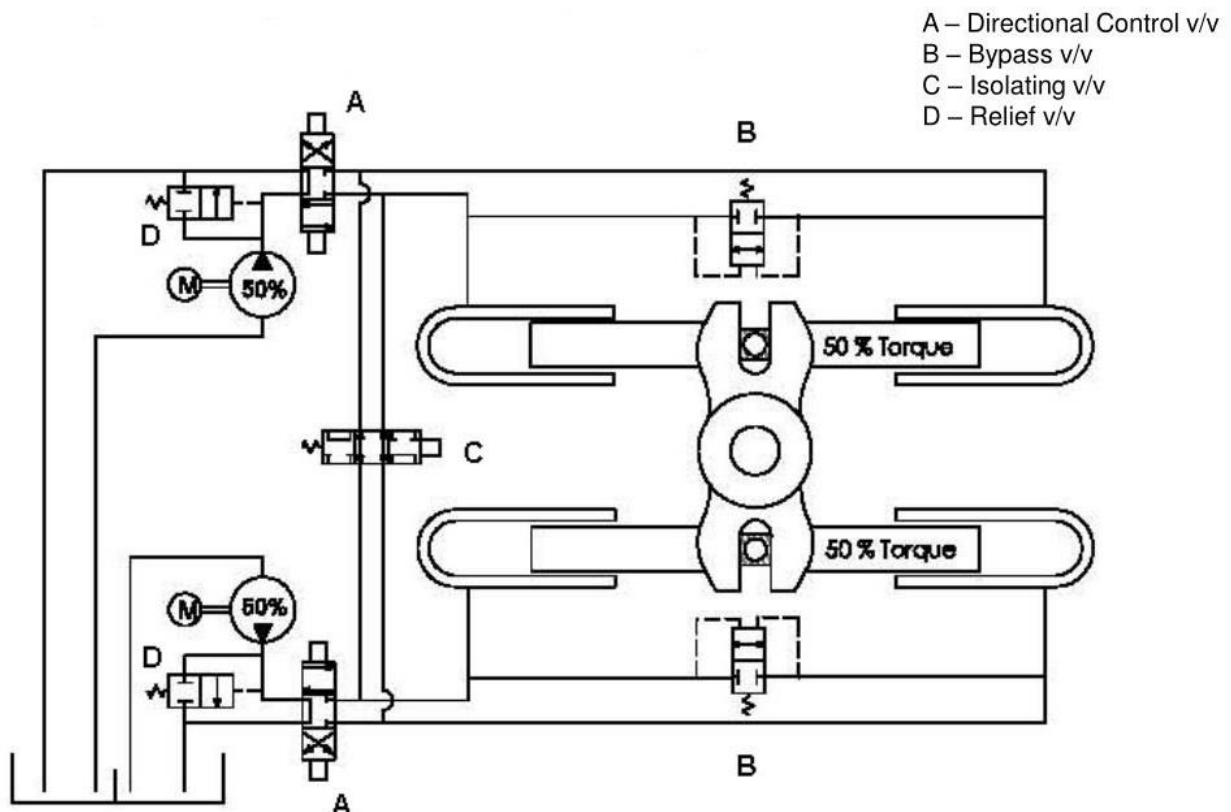 A – Directional Control v/v
B – Bypass v/v
C – Isolating v/v
D – Relief v/v
A
B
D
M
50%
50 % Torque
C
50 % Torque
M
50%
D
B
A